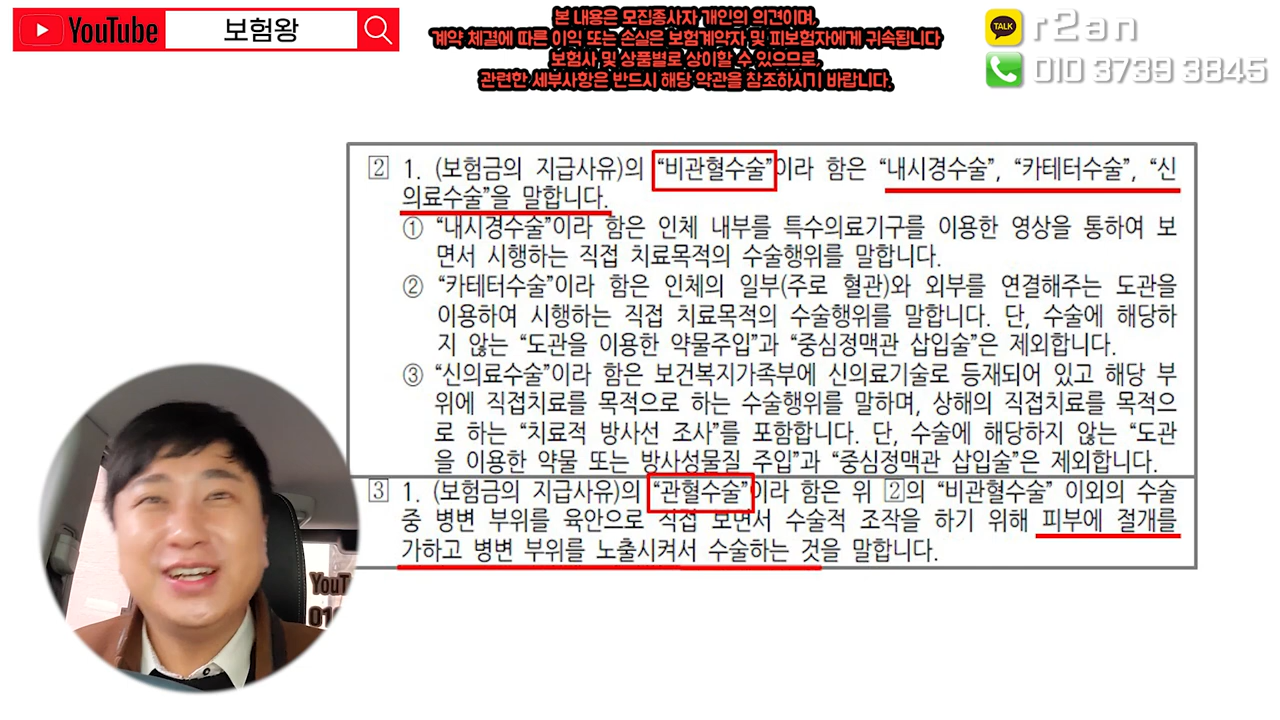 YouTube 보험왕
본 내용은 모집종사자 개인의 의견이며,
계약 체결에 따른 이익 또는 손실은 보험계약자 및 피보험자에게 귀속됩니다
보험사 및 상품별로 상이할 수 있으므로,
관련한 세부사항은 반드시 해당 약관을 참조하시기 바랍니다.
TALK r2an
010 3739 3845
2 1. (보험금의 지급사유)의 “비관혈수술”이라 함은 “내시경수술”, “카테터수술”, “신
의료수술”을 말합니다.
① “내시경수술”이라 함은 인체 내부를 특수의료기구를 이용한 영상을 통하여 보
면서 시행하는 직접 치료목적의 수술행위를 말합니다.
② “카테터수술”이라 함은 인체의 일부(주로 혈관)와 외부를 연결해주는 도관을
이용하여 시행하는 직접 치료목적의 수술행위를 말합니다. 단, 수술에 해당하
지 않는 “도관을 이용한 약물주입”과 “중심정맥관 삽입술”은 제외합니다.
③ “신의료수술”이라 함은 보건복지가족부에 신의료기술로 등재되어 있고 해당 부
위에 직접치료를 목적으로 하는 수술행위를 말하며, 상해의 직접치료를 목적으
로 하는 “치료적 방사선 조사”를 포함합니다. 단, 수술에 해당하지 않는 “도관
을 이용한 약물 또는 방사성물질 주입”과 “중심정맥관 삽입술”은 제외합니다.
3 1. (보험금의 지급사유)의 “관혈수술”이라 함은 위 2의 “비관혈수술” 이외의 수술
중 병변 부위를 육안으로 직접 보면서 수술적 조작을 하기 위해 피부에 절개를
가하고 병변 부위를 노출시켜서 수술하는 것을 말합니다.